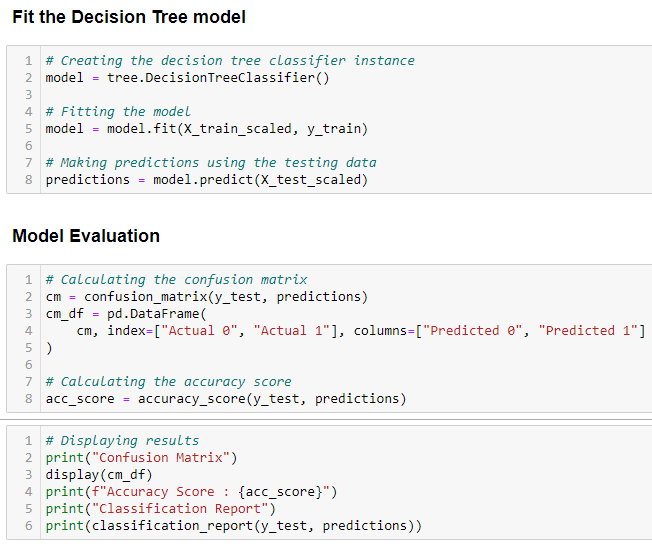 Fit the Decision Tree model
1 # Creating the decision tree classifier instance
2 model = tree.DecisionTreeClassifier()
3
4 # Fitting the model
5 model = model.fit(X_train_scaled, y_train)
6
7 # Making predictions using the testing data
8 predictions = model.predict(X_test_scaled)
Model Evaluation
1 # Calculating the confusion matrix
2 cm = confusion_matrix(y_test, predictions)
3 cm_df = pd.DataFrame(
4     cm, index=["Actual 0", "Actual 1"], columns=["Predicted 0", "Predicted 1"]
5 )
6
7 # Calculating the accuracy score
8 acc_score = accuracy_score(y_test, predictions)
1 # Displaying results
2 print("Confusion Matrix")
3 display(cm_df)
4 print(f"Accuracy Score : {acc_score}")
5 print("Classification Report")
6 print(classification_report(y_test, predictions))